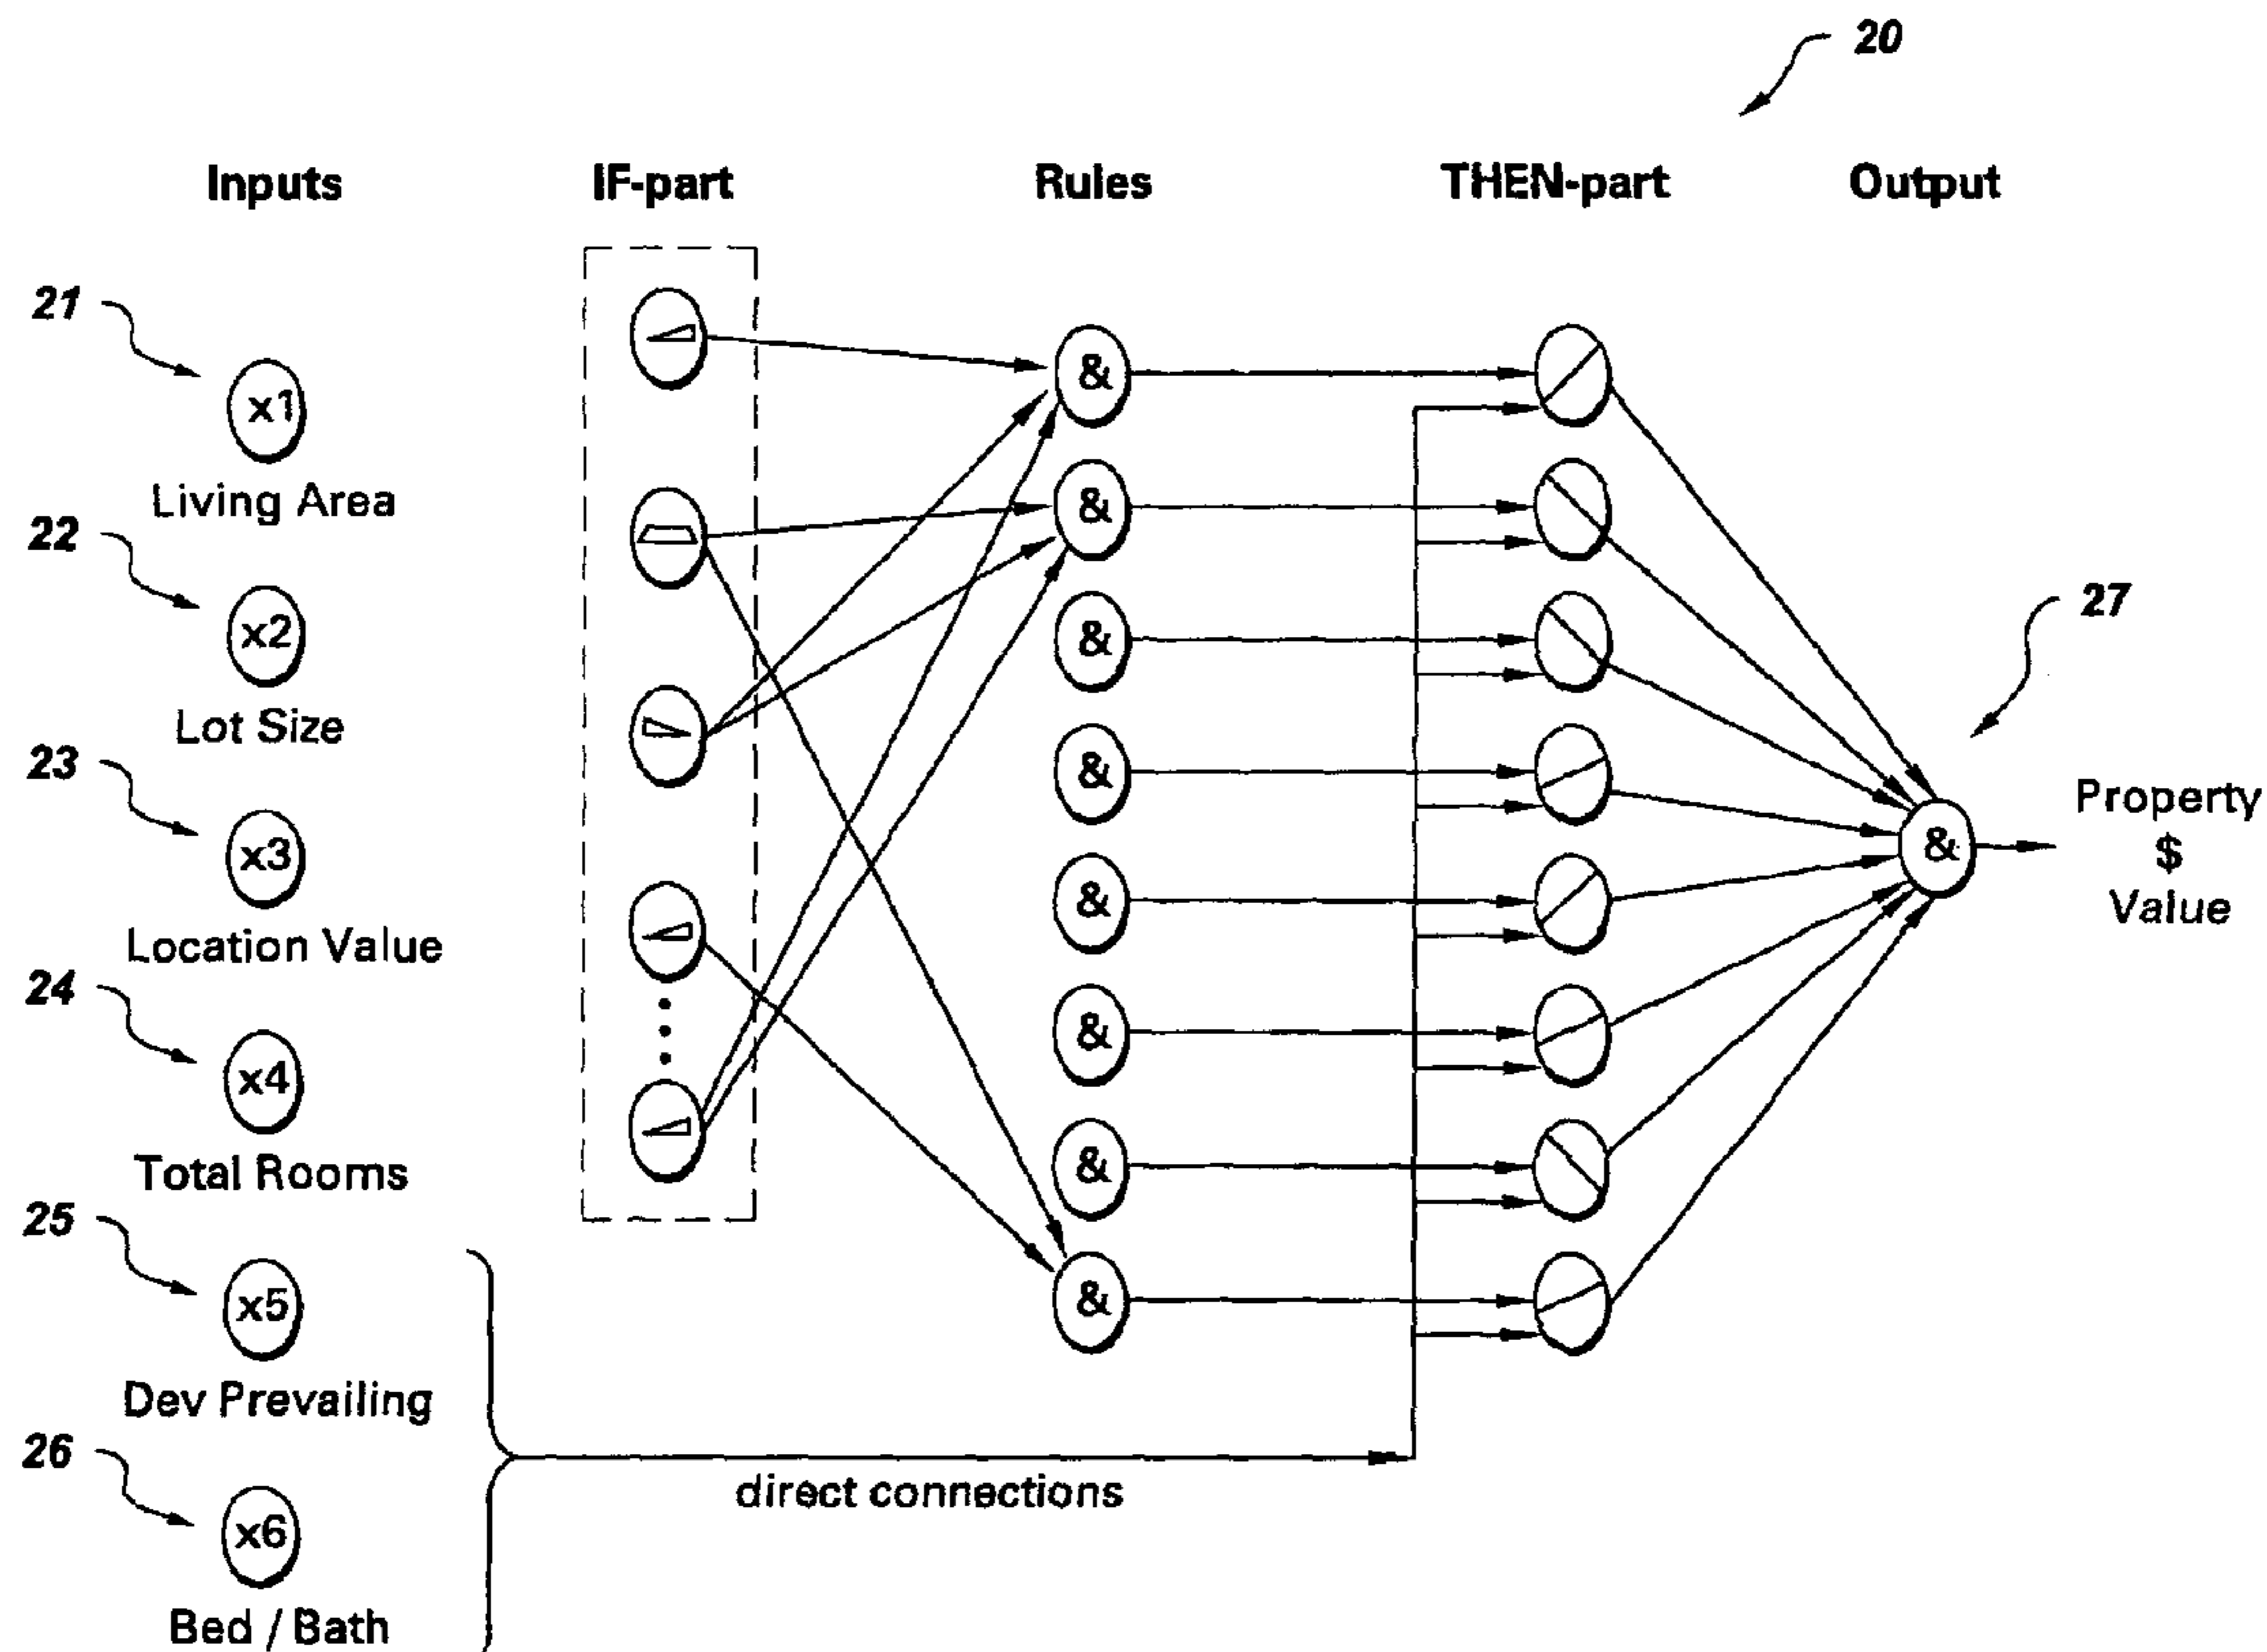 20
Inputs IF-part Rules THEN-part Output
21
x1
Living Area
22
x2
Lot Size
23
x3
Location Value
24
x4
Total Rooms
25
x5
Dev Prevailing
26
x6
Bed / Bath
&
&
&
&
&
&
&
&
direct connections
27
&
Property
$
Value